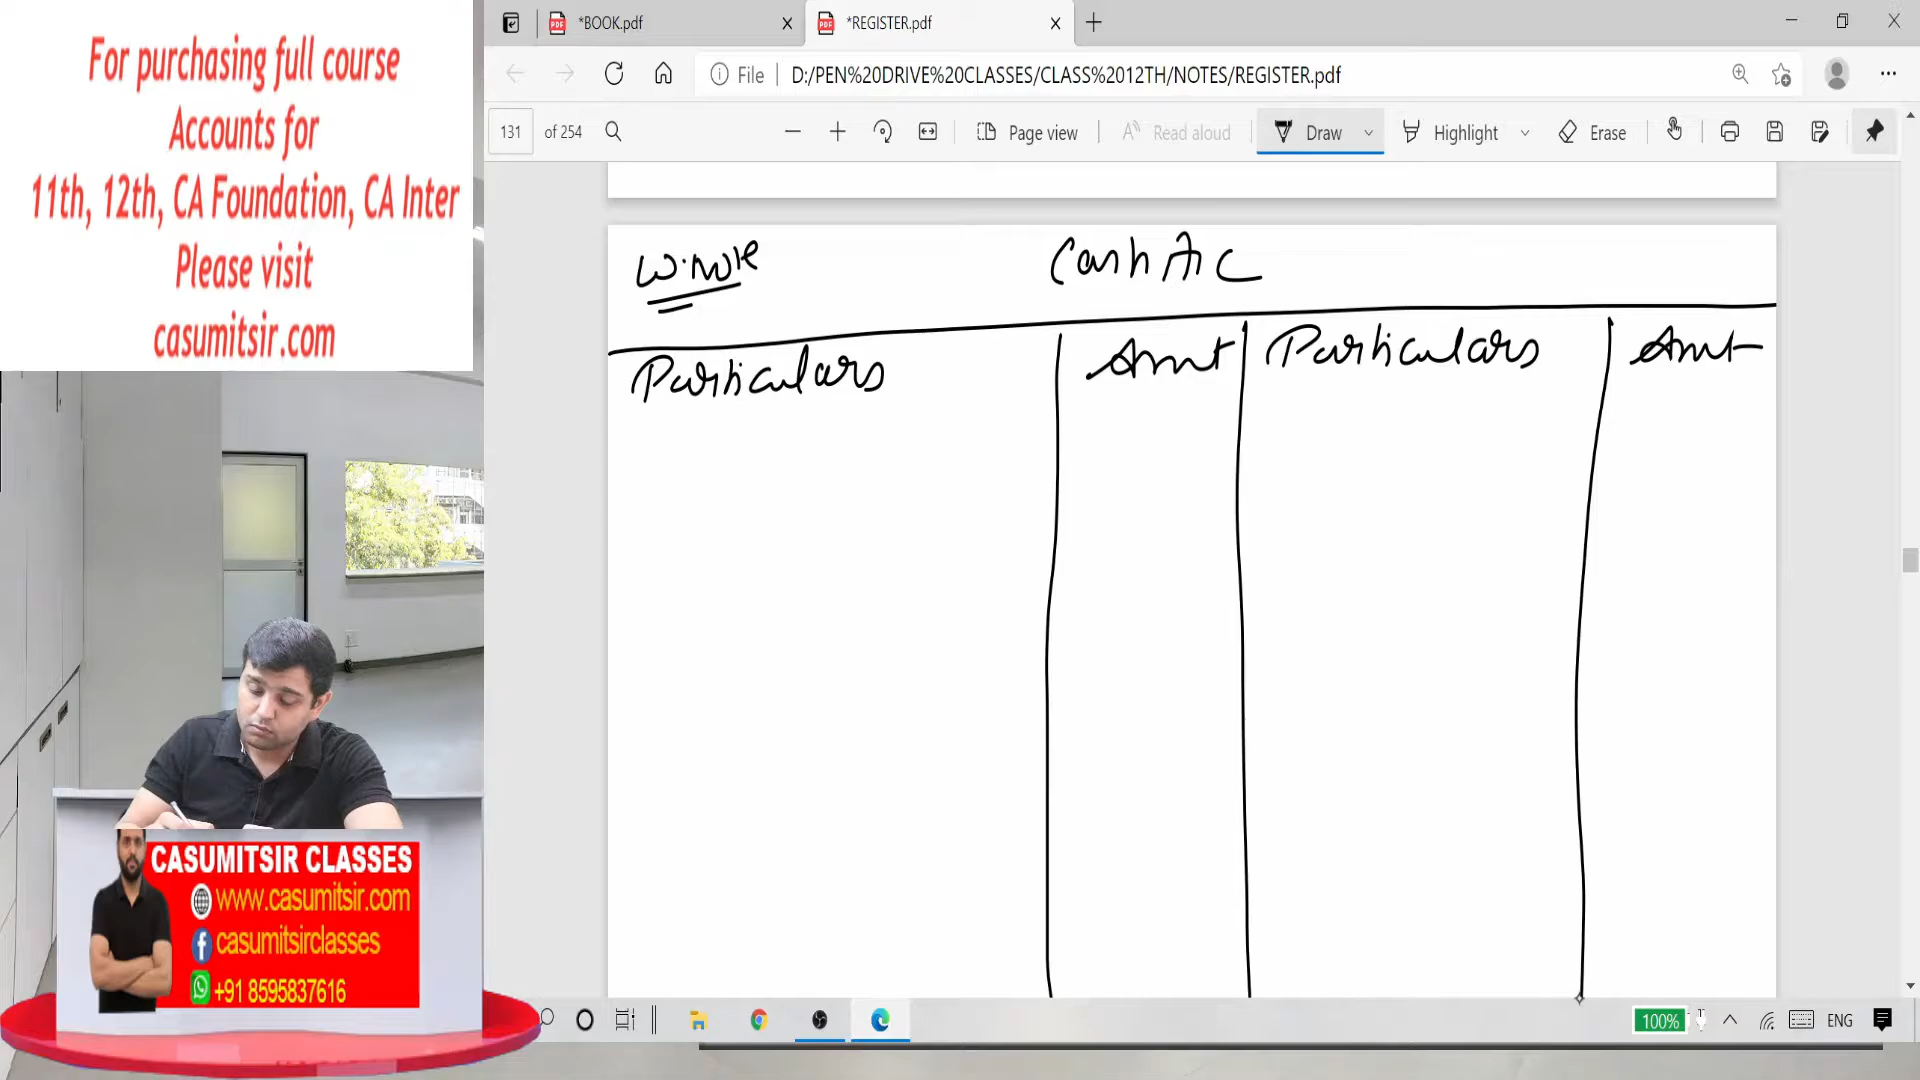 For purchasing full course
Accounts for
11th, 12th, CA Foundation, CA Inter
Please visit
casumitsir.com
*BOOK.pdf
*REGISTER.pdf
File
D:/PEN%20DRIVE%20CLASSES/CLASS%2012TH/NOTES/REGISTER.pdf
131 of 254
Page view
Read aloud
Draw
Highlight
Erase
W.Note
Cash A/c
Particulars Amt Particulars Amt
CASUMITSIR CLASSES
www.casumitsir.com
casumitsirclasses
+91 8595837616
100%
ENG